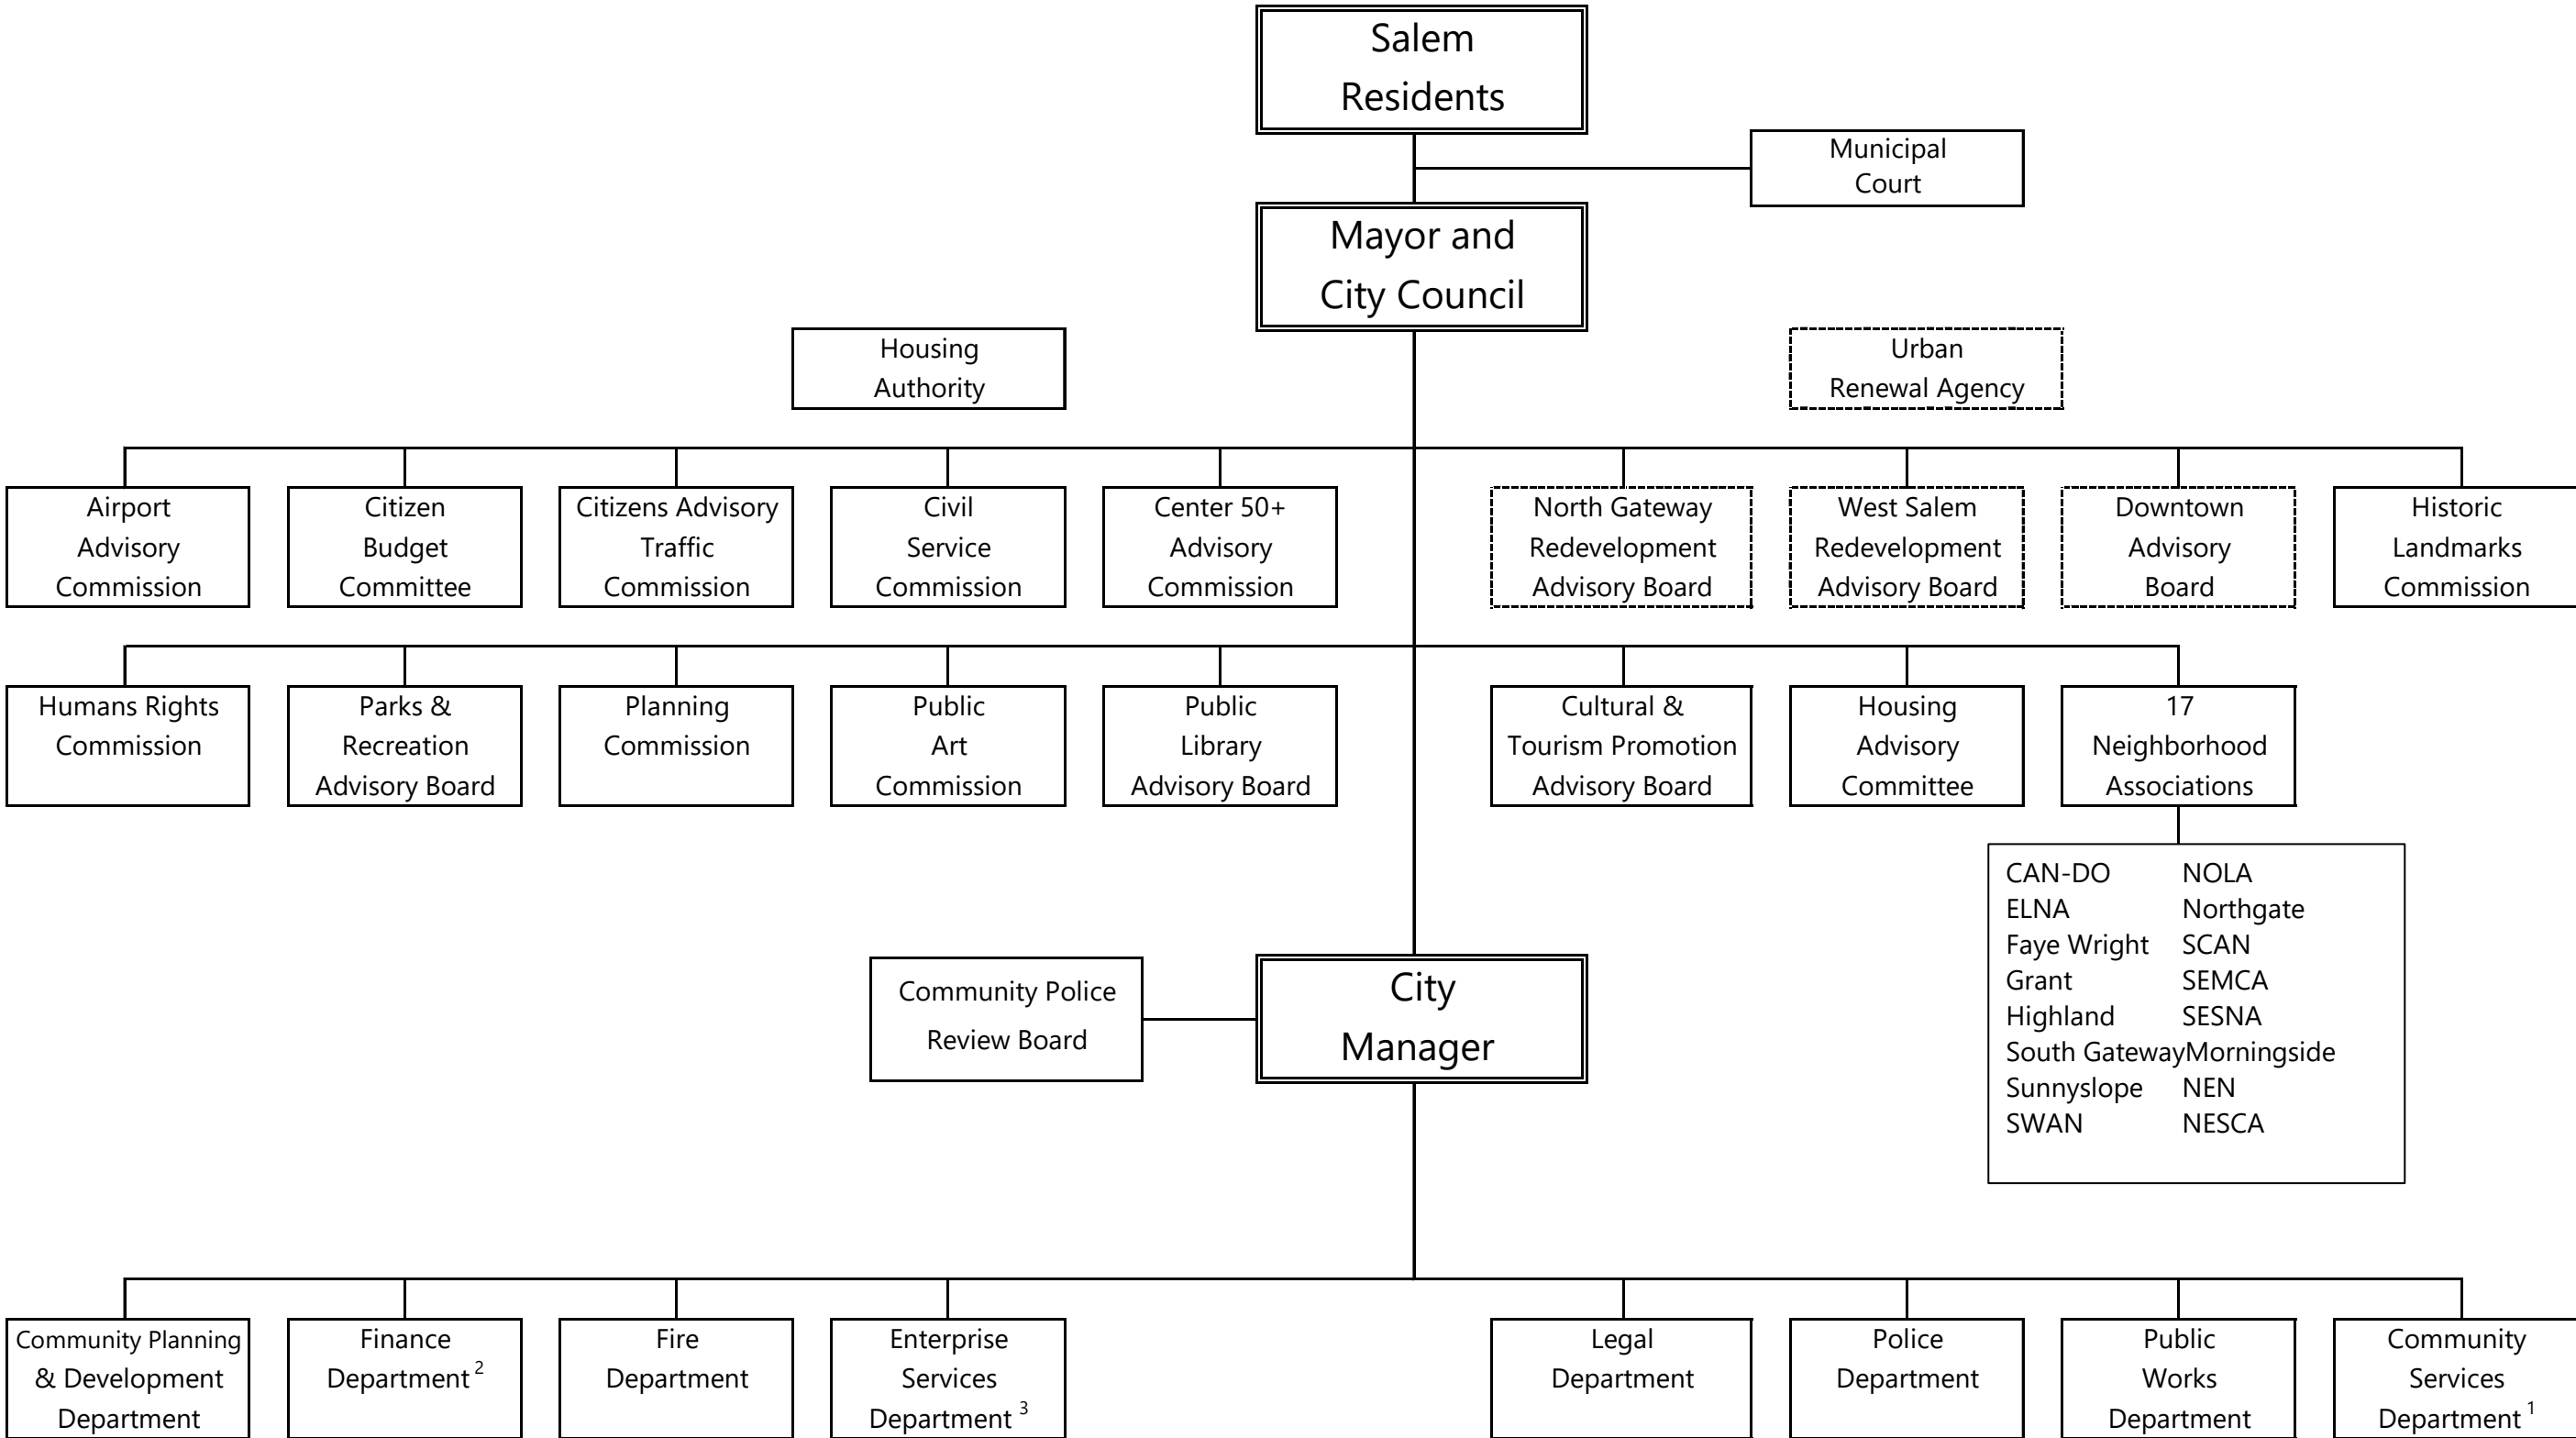 Salem
Residents
Municipal
Court
Mayor and
City Council
Housing
Authority
Urban
Renewal Agency
Airport
Advisory
Commission
Citizen
Budget
Committee
Citizens Advisory
Traffic
Commission
Civil
Service
Commission
Center 50+
Advisory
Commission
North Gateway
Redevelopment
Advisory Board
West Salem
Redevelopment
Advisory Board
Downtown
Advisory
Board
Historic
Landmarks
Commission
Humans Rights
Commission
Parks &
Recreation
Advisory Board
Planning
Commission
Public
Art
Commission
Public
Library
Advisory Board
Cultural &
Tourism Promotion
Advisory Board
Housing
Advisory
Committee
17
Neighborhood
Associations
CAN-DO NOLA
ELNA Northgate
Faye Wright SCAN
Grant SEMCA
Highland SESNA
South GatewayMorningside
Sunnyslope NEN
SWAN NESCA
Community Police
Review Board
City
Manager
Community Planning
& Development
Department
Finance
Department 2
Fire
Department
Enterprise
Services
Department 3
Legal
Department
Police
Department
Public
Works
Department
Community
Services
Department 1